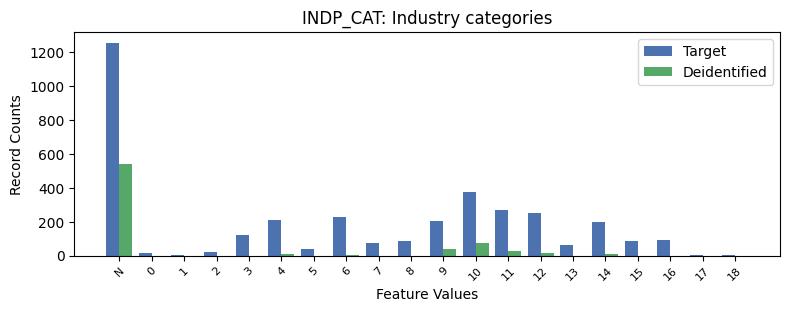 INDP_CAT: Industry categories
Target
Deidentified
1200
1000
800
600
400
200
0
Record Counts
N 0 1 2 3 4 5 6 7 8 9 10 11 12 13 14 15 16 17 18
Feature Values